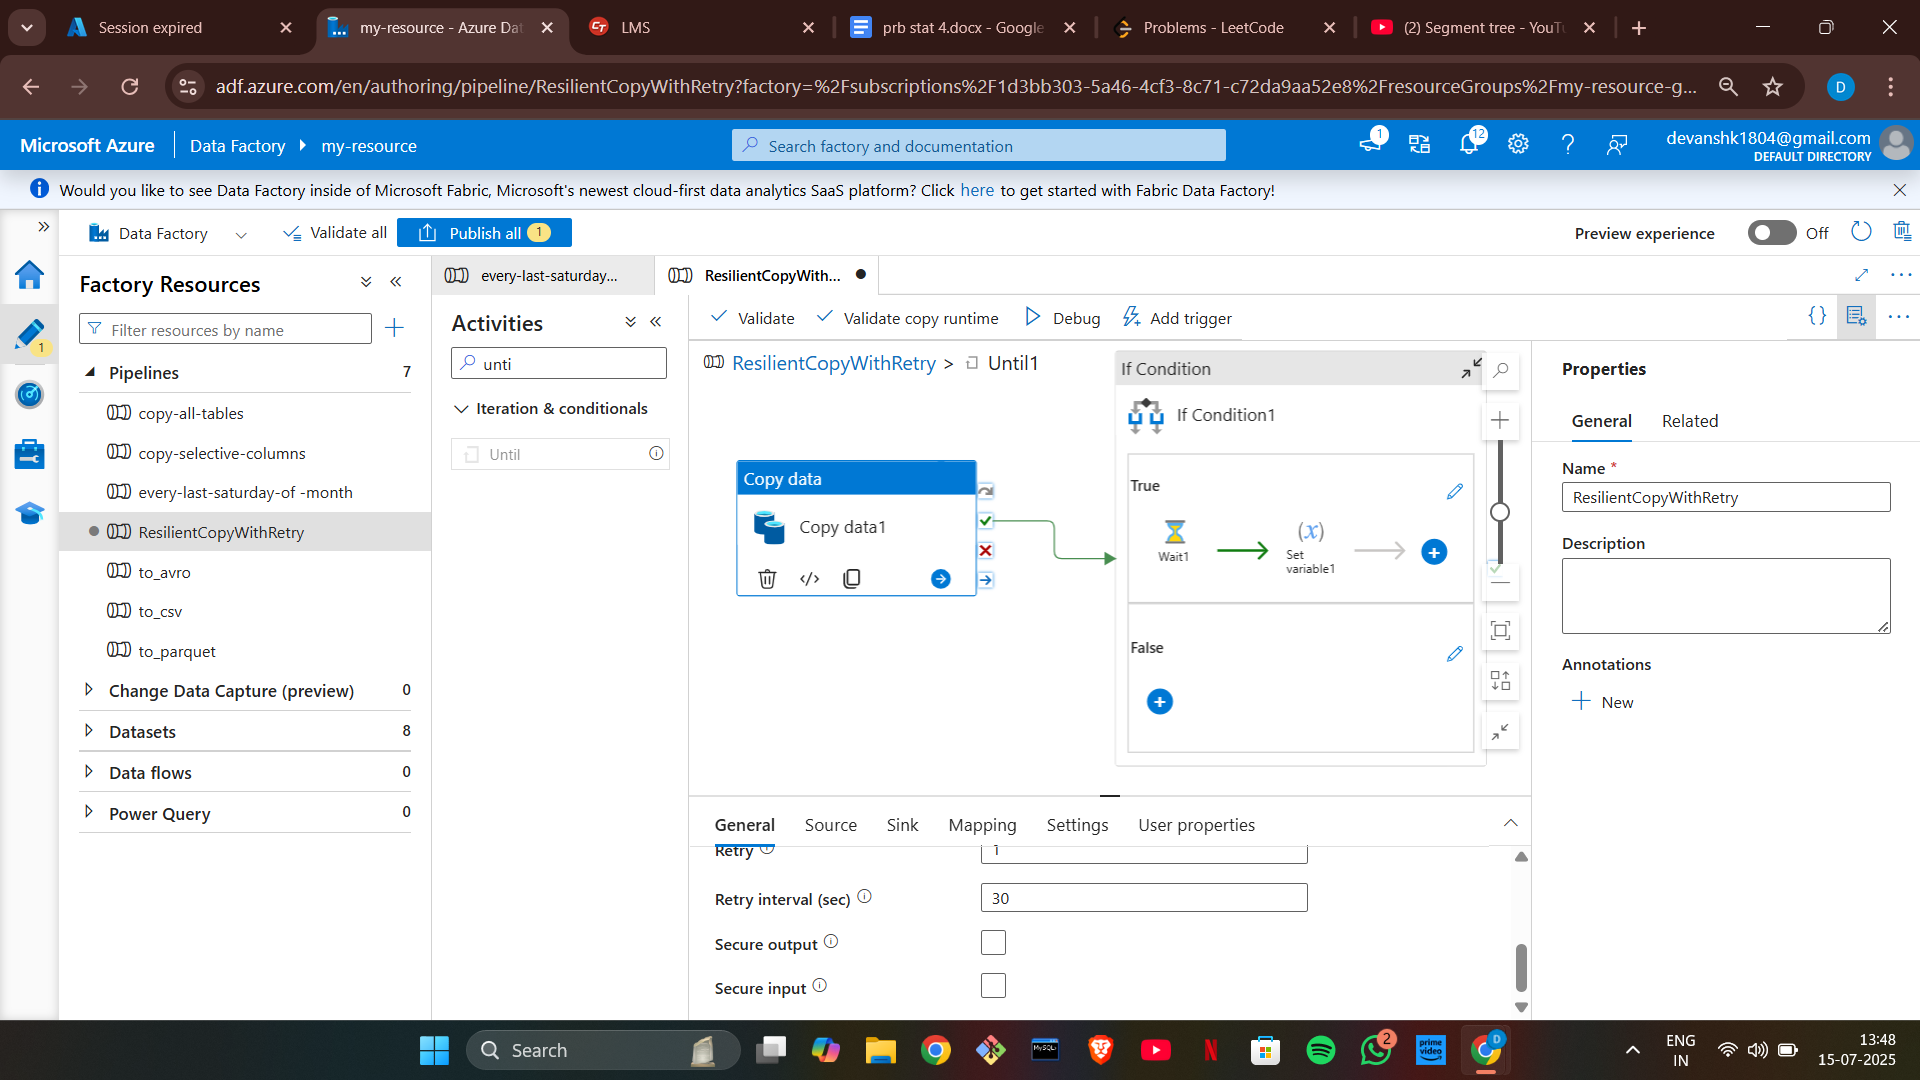 Session expired
my-resource - Azure Dat
LMS
prb stat 4.docx - Google
Problems - LeetCode
(2) Segment tree - YouTu
adf.azure.com/en/authoring/pipeline/ResilientCopyWithRetry?factory=%2Fsubscriptions%2F1d3bb303-5a46-4cf3-8c71-c72da9aa52e8%2FresourceGroups%2Fmy-resource-g...
D
Microsoft Azure
Data Factory
my-resource
Search factory and documentation
1
12
devanshk1804@gmail.com
DEFAULT DIRECTORY
Would you like to see Data Factory inside of Microsoft Fabric, Microsoft's newest cloud-first data analytics SaaS platform? Click here to get started with Fabric Data Factory!
Data Factory
Validate all
Publish all 1
Preview experience
Off
Factory Resources
Filter resources by name
1
Pipelines 7
copy-all-tables
copy-selective-columns
every-last-saturday-of -month
ResilientCopyWithRetry
to_avro
to_csv
to_parquet
Change Data Capture (preview) 0
Datasets 8
Data flows 0
Power Query 0
every-last-saturday...
ResilientCopyWith...
Activities
unti
Iteration & conditionals
Until
Validate
Validate copy runtime
Debug
Add trigger
ResilientCopyWithRetry > Until1
Copy data
Copy data1
If Condition
If Condition1
True
Wait1
(x)
Set
variable1
False
General
Source
Sink
Mapping
Settings
User properties
Retry
1
Retry interval (sec)
30
Secure output
Secure input
Properties
General
Related
Name *
ResilientCopyWithRetry
Description
Annotations
New
Search
MySQL
prime
video
2
D
ENG
IN
13:48
15-07-2025